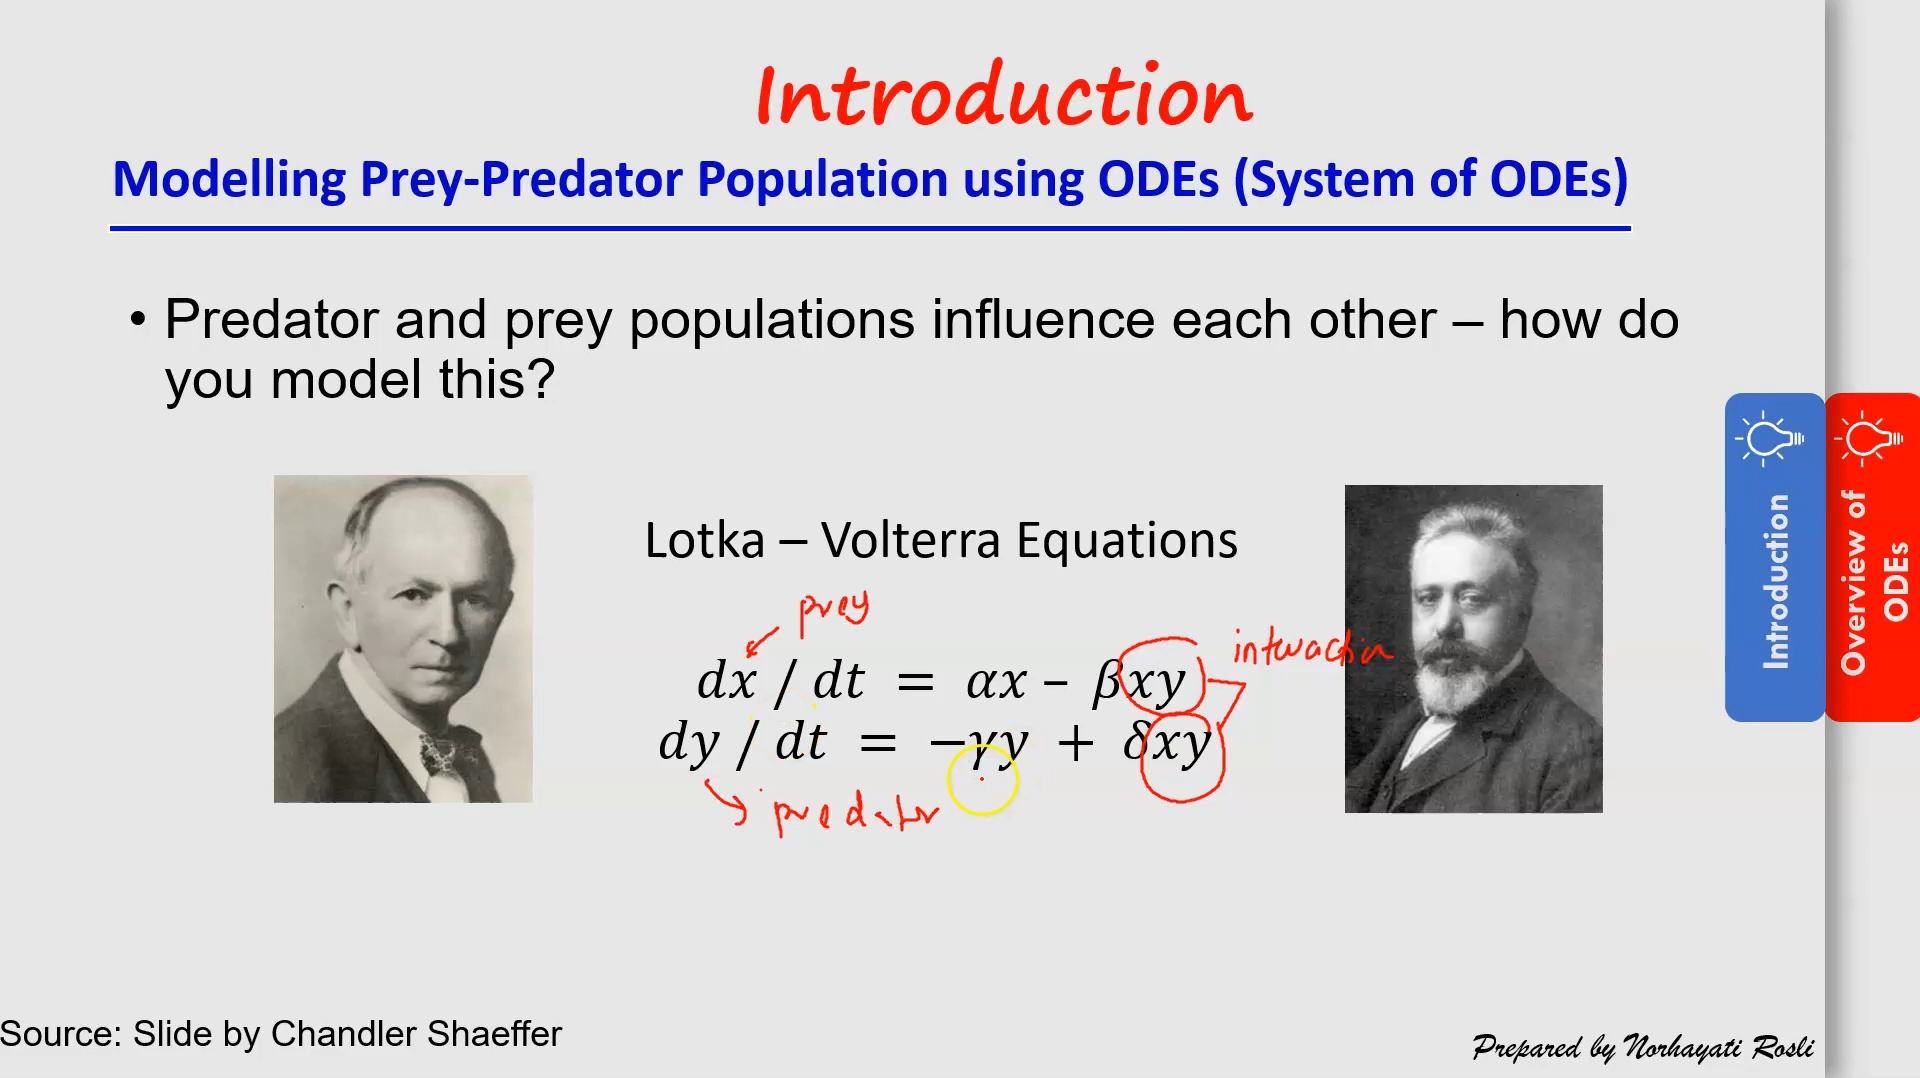 Introduction
Modelling Prey-Predator Population using ODEs (System of ODEs)
• Predator and prey populations influence each other – how do
you model this?
Lotka – Volterra Equations
prey
interaction
dx / dt = αx – βxy
dy / dt = −γy + δxy
predator
Introduction
Overview of
ODEs
Source: Slide by Chandler Shaeffer
Prepared by Norhayati Rosli